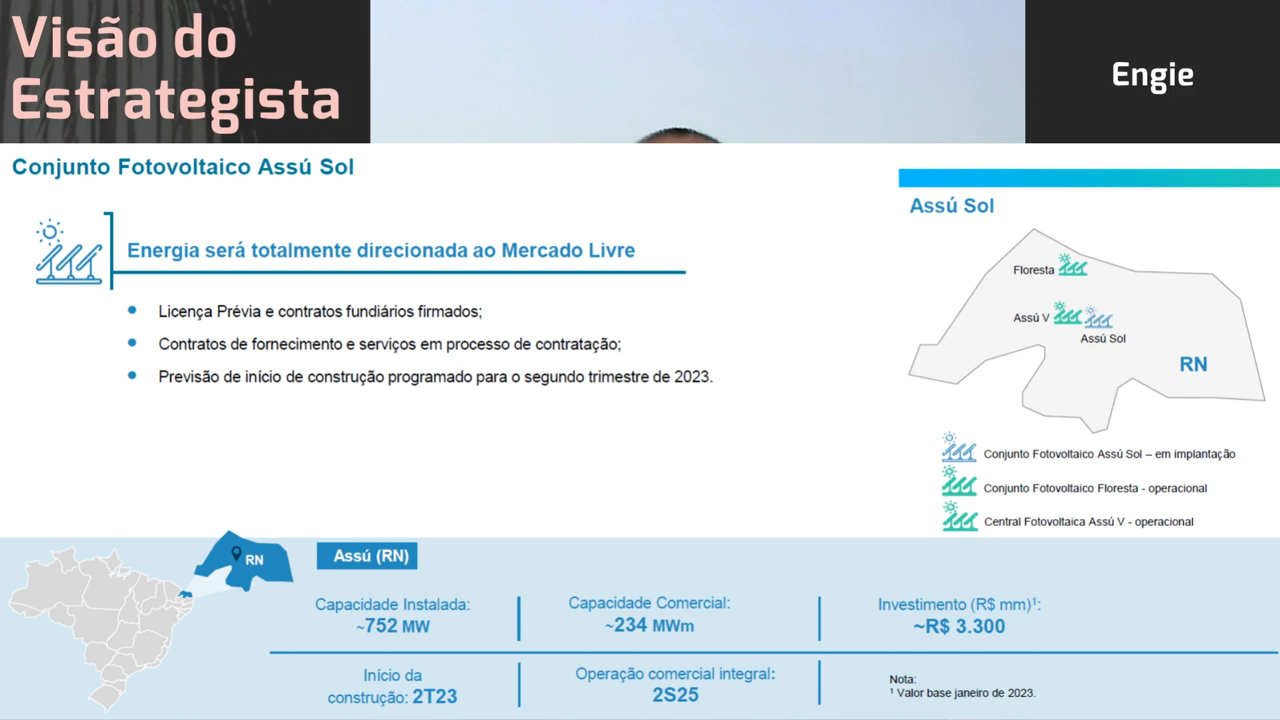 Visão do
Estrategista
Engie
Conjunto Fotovoltaico Assú Sol
Energia será totalmente direcionada ao Mercado Livre
Licença Prévia e contratos fundiários firmados;
Contratos de fornecimento e serviços em processo de contratação;
Previsão de início de construção programado para o segundo trimestre de 2023.
Assú Sol
Floresta
Assú V
Assú Sol
RN
Conjunto Fotovoltaico Assú Sol – em implantação
Conjunto Fotovoltaico Floresta - operacional
Central Fotovoltaica Assú V - operacional
RN
Assú (RN)
Capacidade Instalada:
~752 MW
Capacidade Comercial:
~234 MWm
Investimento (R$ mm)¹:
~R$ 3.300
Início da
construção: 2T23
Operação comercial integral:
2S25
Nota:
¹ Valor base janeiro de 2023.